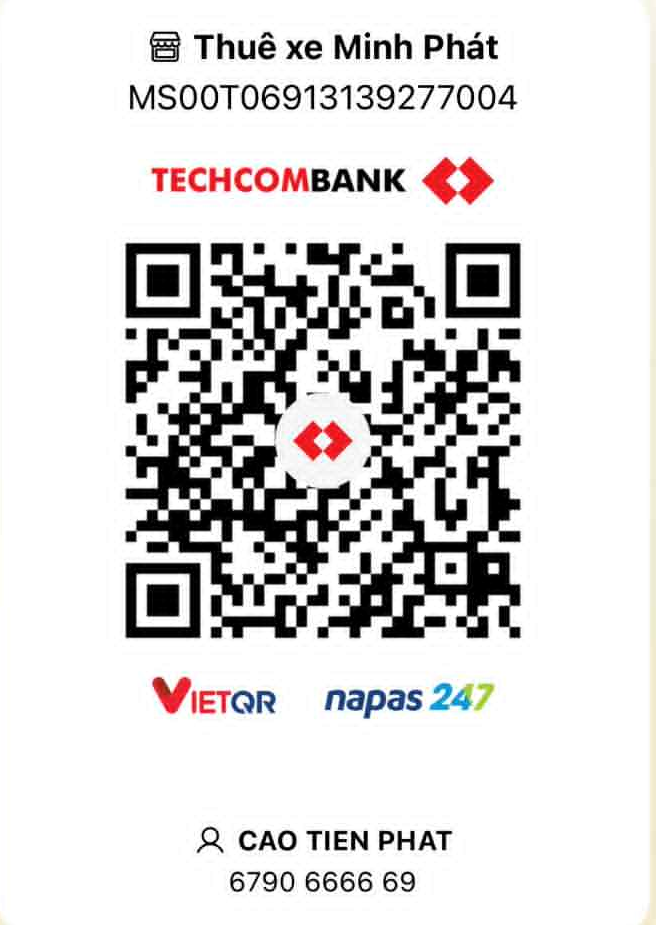 Thuê xe Minh Phát
MS00T06913139277004
TECHCOMBANK
VIETQR napas 247
CAO TIEN PHAT
6790 6666 69